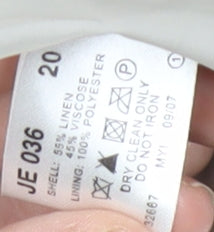 JE 036 20
SHELL: 55% LINEN
45% VISCOSE
LINING: 100% POLYESTER
P
DRY CLEAN ONLY
DO NOT IRON
MYI 09/07
32667
1